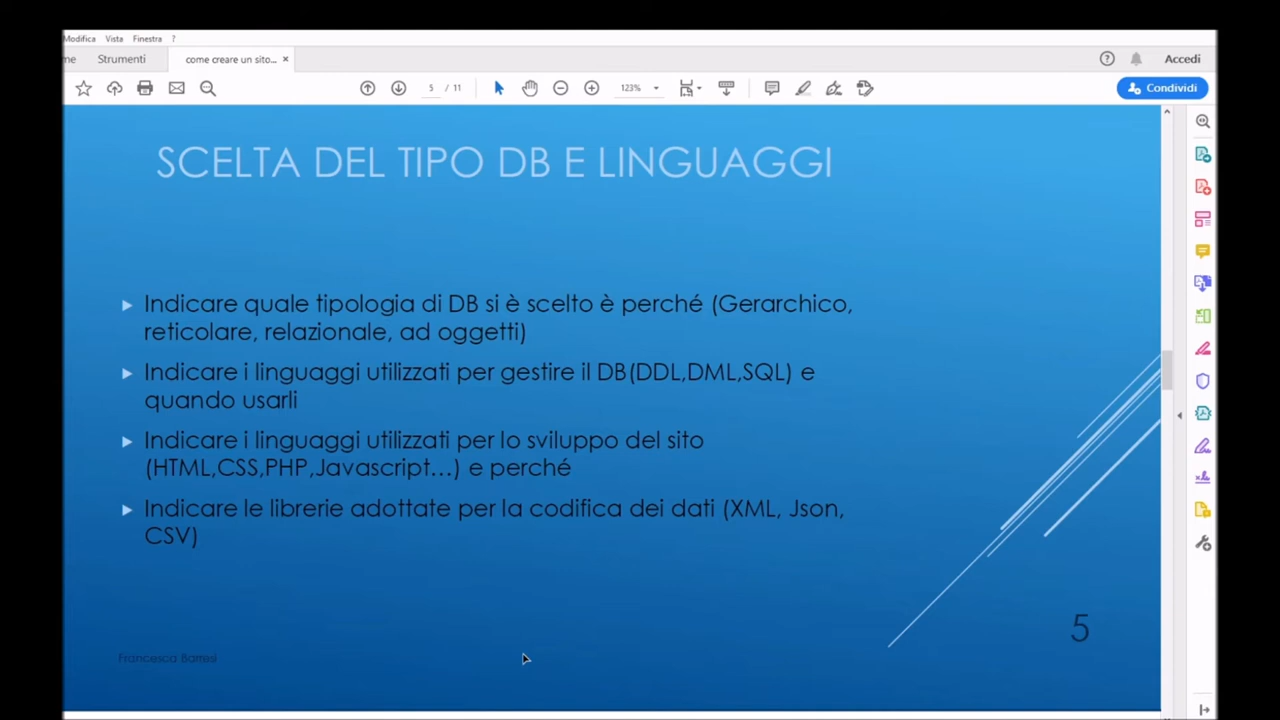 Modifica Vista Finestra ?
ne Strumenti come creare un sito... ×
? Accedi
5 / 11 123% Condividi
SCELTA DEL TIPO DB E LINGUAGGI
Indicare quale tipologia di DB si è scelto è perché (Gerarchico,
reticolare, relazionale, ad oggetti)
Indicare i linguaggi utilizzati per gestire il DB(DDL,DML,SQL) e
quando usarli
Indicare i linguaggi utilizzati per lo sviluppo del sito
(HTML,CSS,PHP,Javascript...) e perché
Indicare le librerie adottate per la codifica dei dati (XML, Json,
CSV)
5
Francesca Barresi